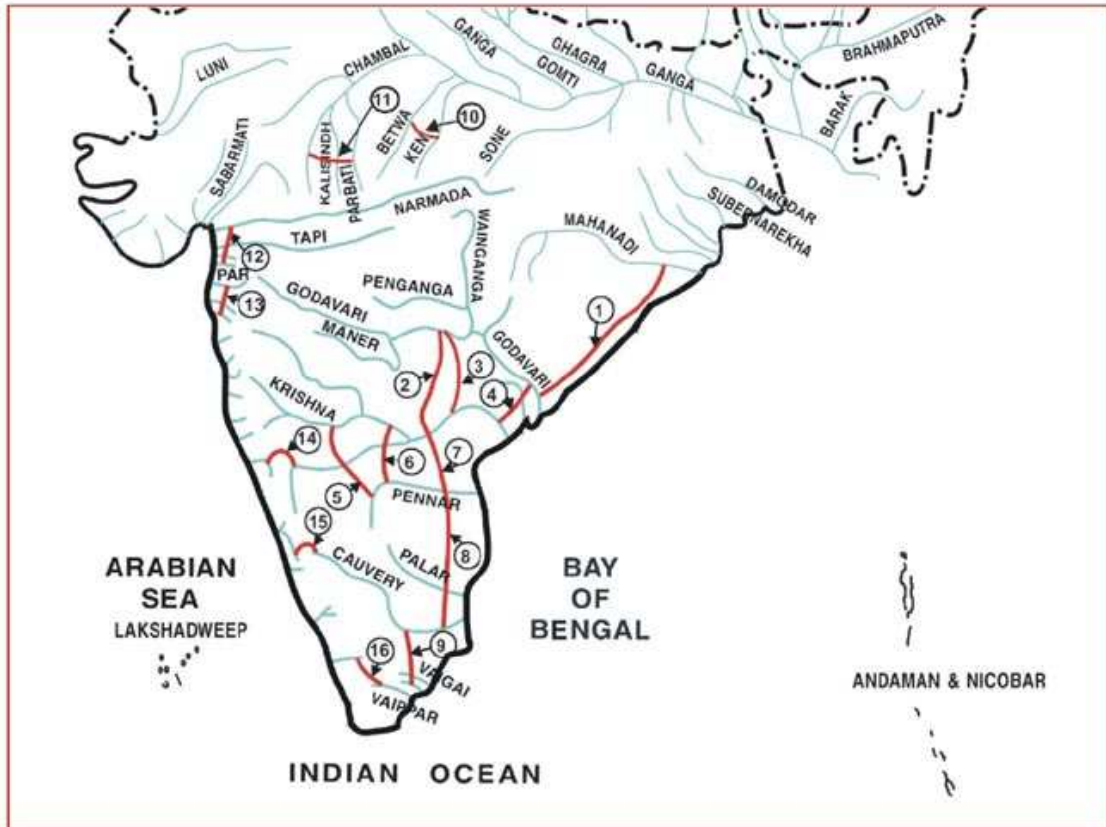 LUNI
CHAMBAL
GANGA
GHAGRA
GOMTI
GANGA
BRAHMAPUTRA
BARAK
11
10
SABARMATI
KALISINDH
PARBATI
BETWA
KEN
SONE
DAMODAR
SUBERNAREKHA
NARMADA
TAPI
WAINGANGA
MAHANADI
12
PAR
13
PENGANGA
GODAVARI
MANER
GODAVARI
1
2
3
4
KRISHNA
14
6
7
5
PENNAR
15
8
CAUVERY
PALAR
ARABIAN
SEA
LAKSHADWEEP
BAY
OF
BENGAL
16
9
VAIGAI
VAIPPAR
ANDAMAN & NICOBAR
INDIAN OCEAN